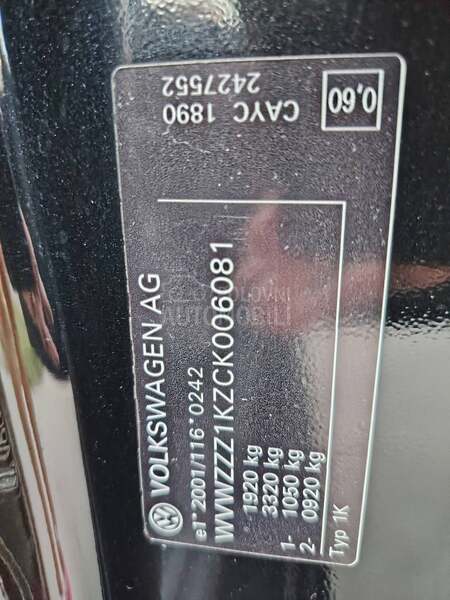 VOLKSWAGEN AG
e1*2001/116*0242
WVWZZZ1KZCK006081
1920 kg
3320 kg
1- 1050 kg
2- 0920 kg
Typ 1K
CAYC 1890
2427552
0,60